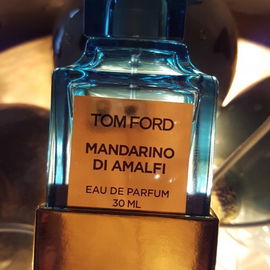 TOM FORD
MANDARINO
DI AMALFI
EAU DE PARFUM
30 ML